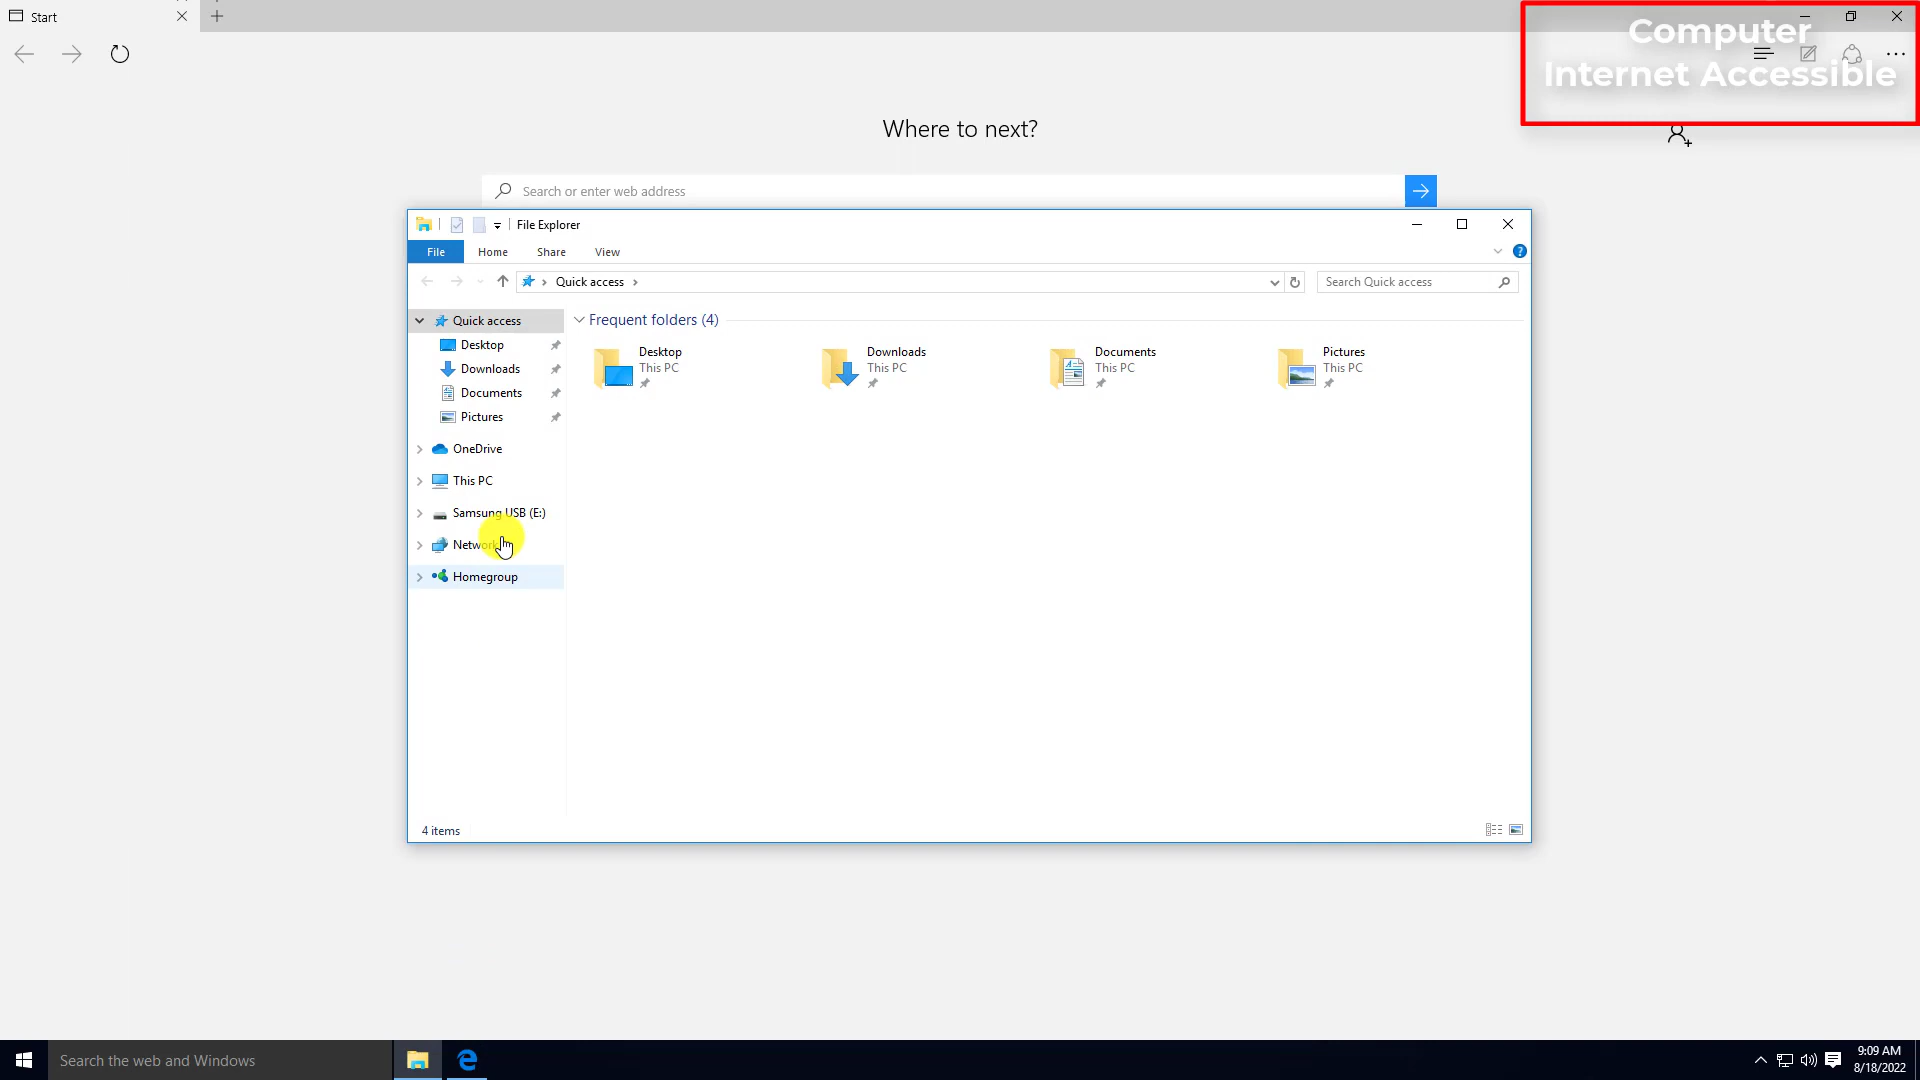 Start
Computer
Internet Accessible
Where to next?
Search or enter web address
File Explorer
File
Home
Share
View
Quick access
Search Quick access
Quick access
Desktop
Downloads
Documents
Pictures
OneDrive
This PC
Samsung USB (E:)
Network
Homegroup
Frequent folders (4)
Desktop
This PC
Downloads
This PC
Documents
This PC
Pictures
This PC
4 items
Search the web and Windows
9:09 AM
8/18/2022